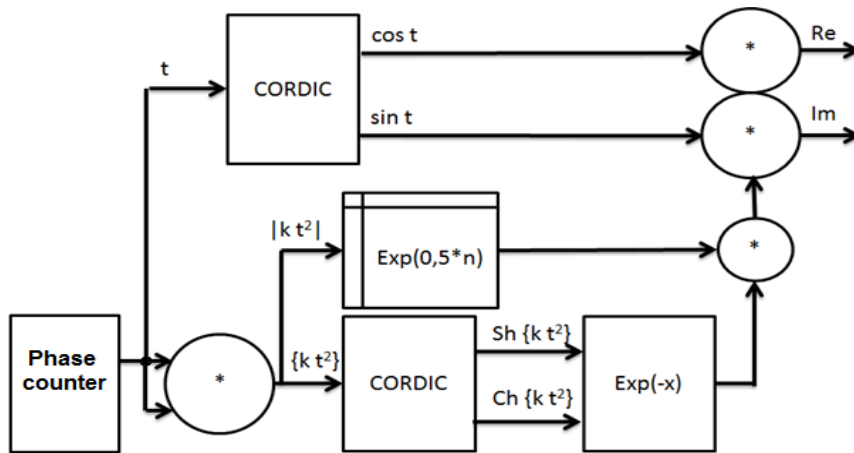 cos t
Re
t
CORDIC
*
sin t
Im
*
|k t²|
Exp(0,5*n)
*
Phase
counter
*
{k t²}
CORDIC
Sh {k t²}
Ch {k t²}
Exp(-x)